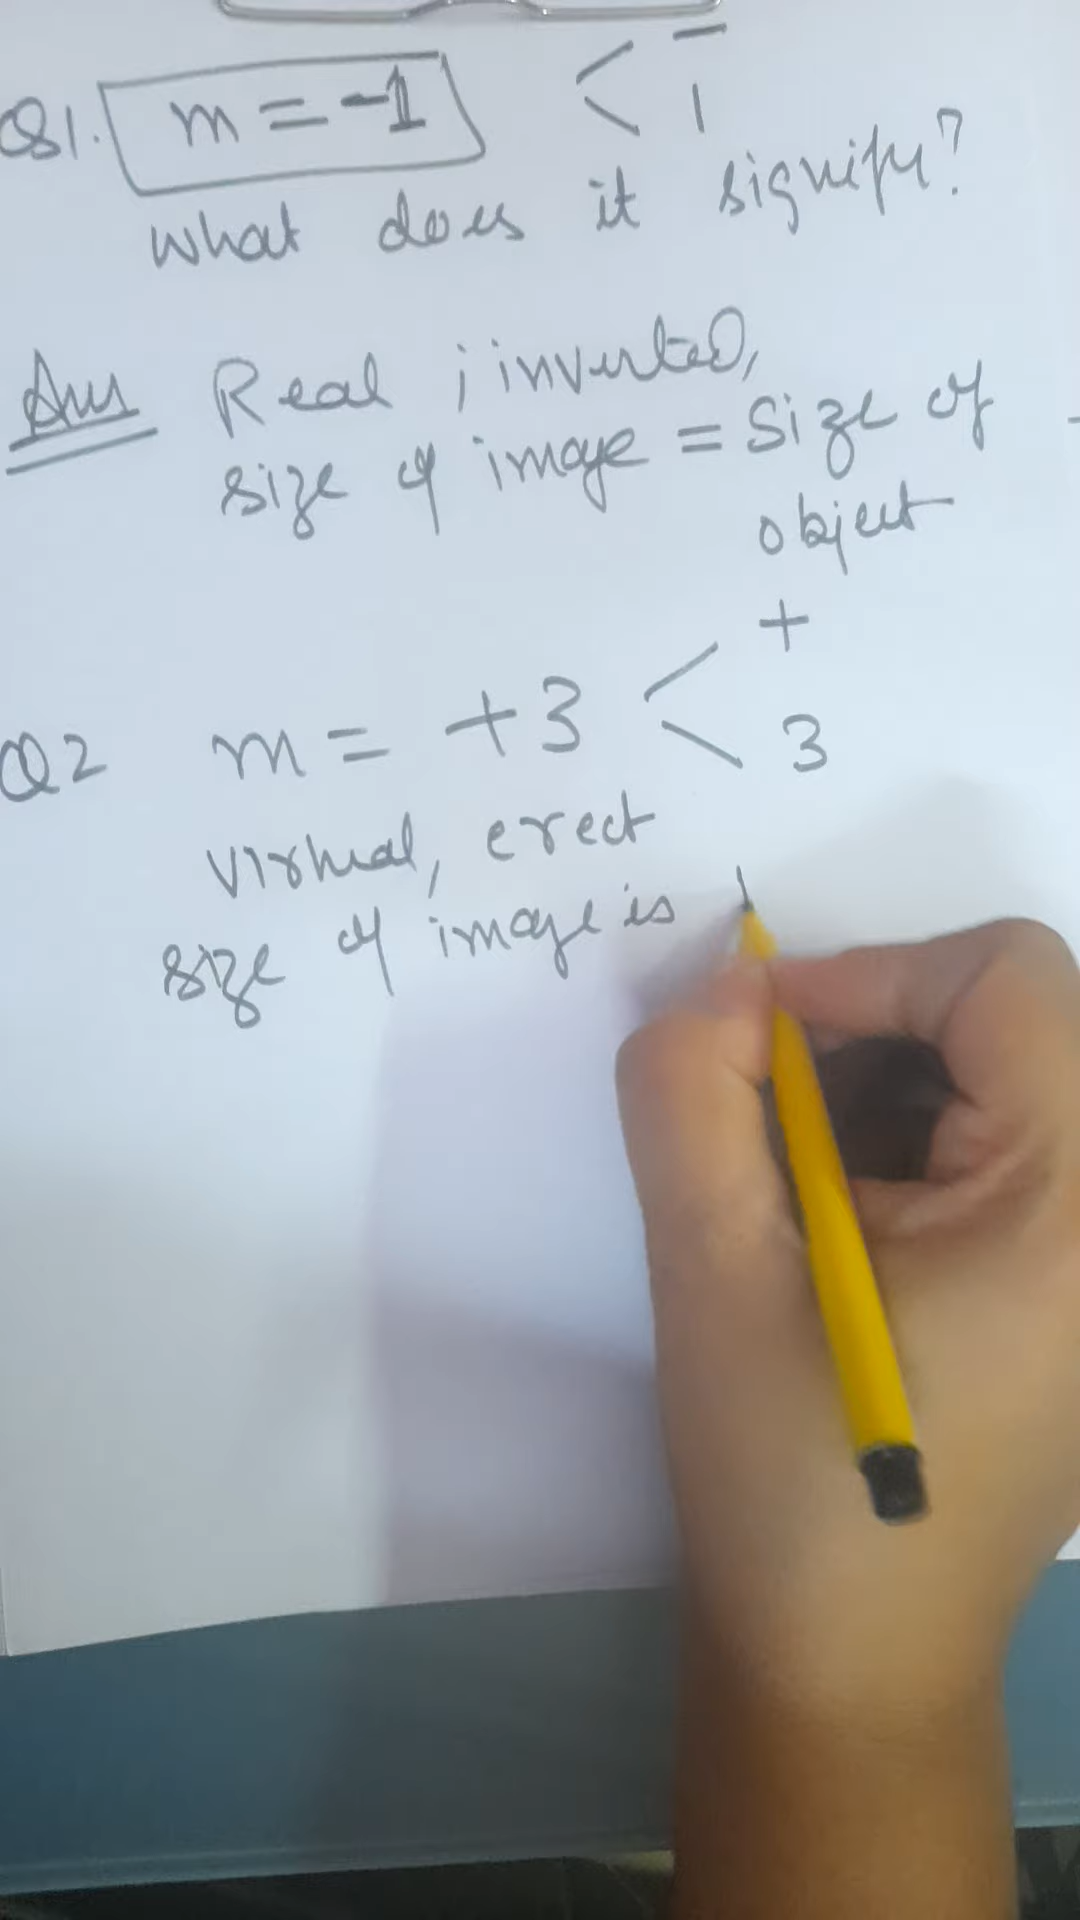 Q1. m = -1 < -
1
what does it signify?
Ans Real, inverted,
size of image = size of
object
+
Q2 m = +3 <
3
virtual, erect
size of image is